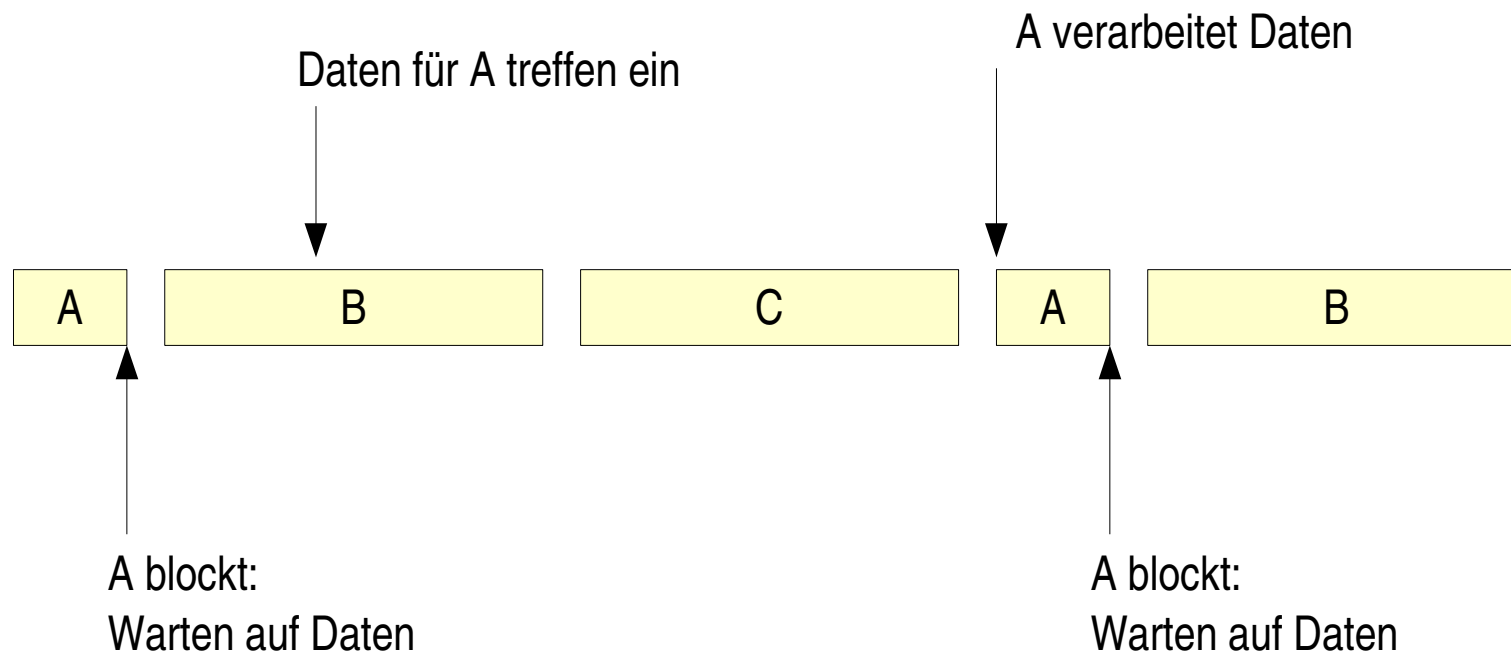 A verarbeitet Daten
Daten für A treffen ein
A
B
C
A
B
A blockt:
Warten auf Daten
A blockt:
Warten auf Daten